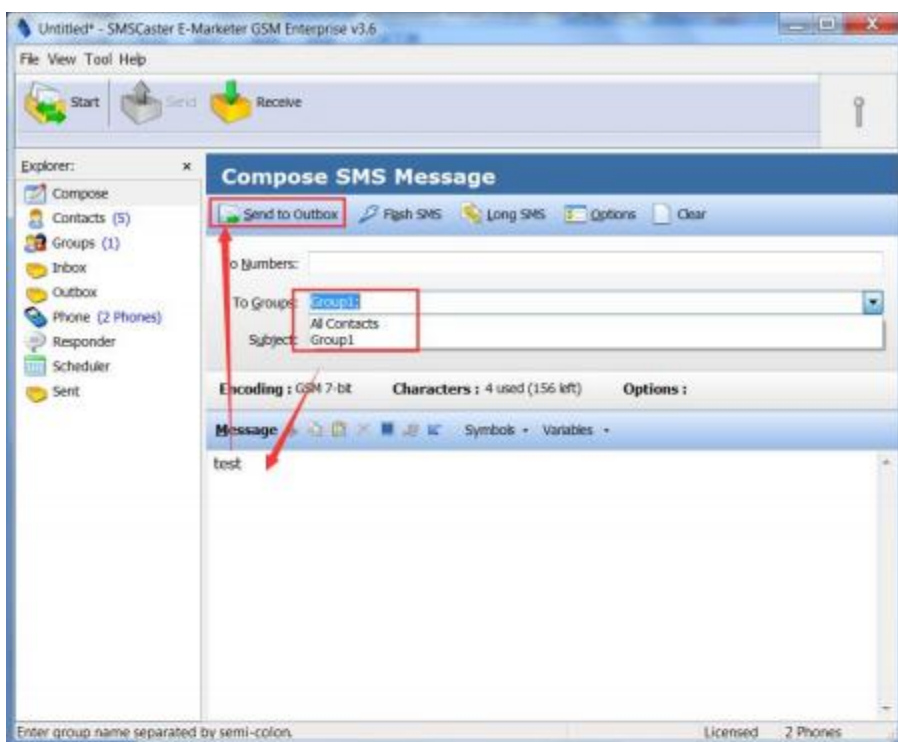 Untitled* - SMSCaster E-Marketer GSM Enterprise v3.6
File View Tool Help
Start Send Receive
Explorer: ×
Compose
Contacts (5)
Groups (1)
Inbox
Outbox
Phone (2 Phones)
Responder
Scheduler
Sent
Compose SMS Message
Send to Outbox Flash SMS Long SMS Options Clear
o Numbers:
To Groups: Group1;
All Contacts
Subject: Group1
Encoding : GSM 7-bit Characters : 4 used (156 left) Options :
Message Symbols Variables
test
Enter group name separated by semi-colon. Licensed 2 Phones